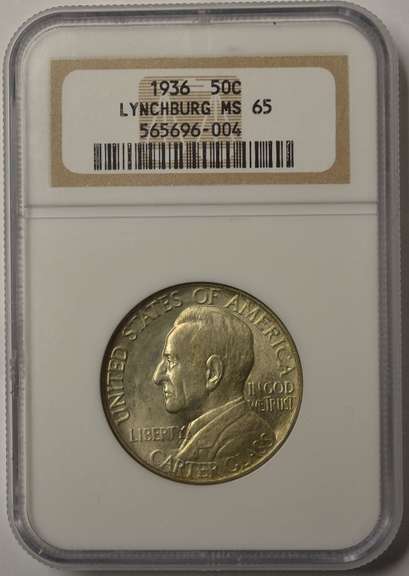 1936 50C
LYNCHBURG MS 65
565696-004
UNITED STATES OF AMERICA
IN GOD
WE TRUST
LIBERTY
CARTER GLASS